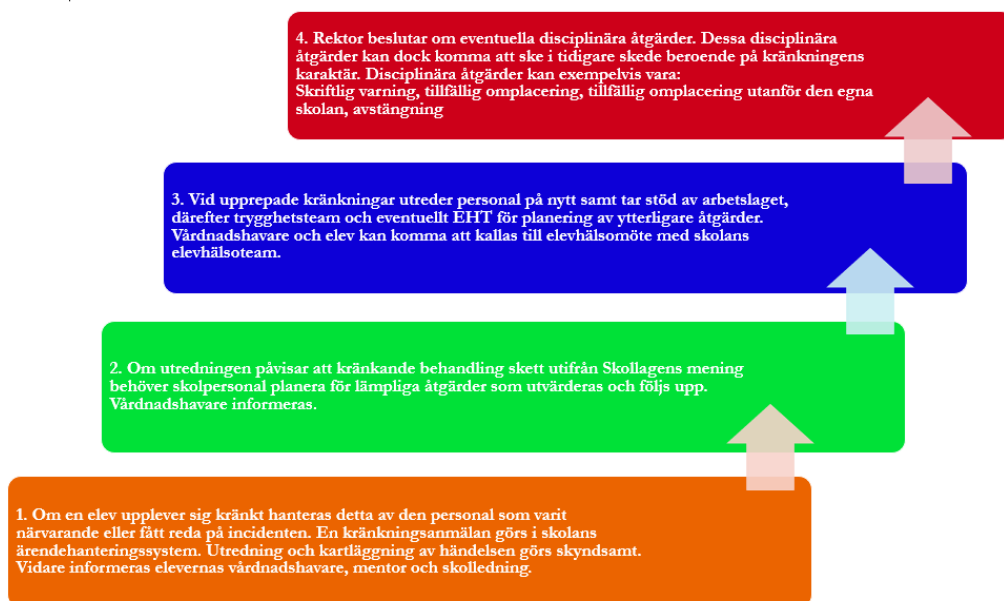 4. Rektor beslutar om eventuella disciplinära åtgärder. Dessa disciplinära
åtgärder kan dock komma att ske i tidigare skede beroende på kränkningens
karaktär. Disciplinära åtgärder kan exempelvis vara:
Skriftlig varning, tillfällig omplacering, tillfällig omplacering utanför den egna
skolan, avstängning
3. Vid upprepade kränkningar utreder personal på nytt samt tar stöd av arbetslaget,
därefter trygghetsteam och eventuellt EHT för planering av ytterligare åtgärder.
Vårdnadshavare och elev kan komma att kallas till elevhälsomöte med skolans
elevhälsoteam.
2. Om utredningen påvisar att kränkande behandling skett utifrån Skollagens mening
behöver skolpersonal planera för lämpliga åtgärder som utvärderas och följs upp.
Vårdnadshavare informeras.
1. Om en elev upplever sig kränkt hanteras detta av den personal som varit
närvarande eller fått reda på incidenten. En kränkningsanmälan görs i skolans
ärendehanteringssystem. Utredning och kartläggning av händelsen görs skyndsamt.
Vidare informeras elevernas vårdnadshavare, mentor och skolledning.